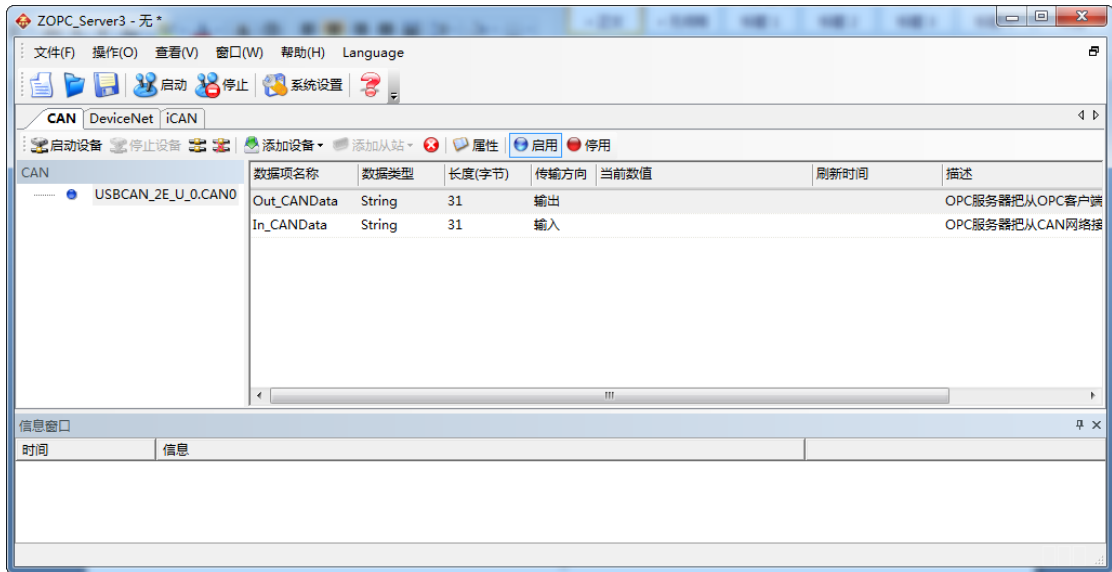 ZOPC_Server3 - 无 *
文件(F) 操作(O) 查看(V) 窗口(W) 帮助(H) Language
启动 停止 系统设置
CAN DeviceNet iCAN
启动设备 停止设备 添加设备 添加从站 属性 启用 停用
CAN 数据项名称 数据类型 长度(字节) 传输方向 当前数值 刷新时间 描述
USBCAN_2E_U_0.CAN0 Out_CANData String 31 输出 OPC服务器把从OPC客户端
In_CANData String 31 输入 OPC服务器把从CAN网络接
信息窗口
时间 信息